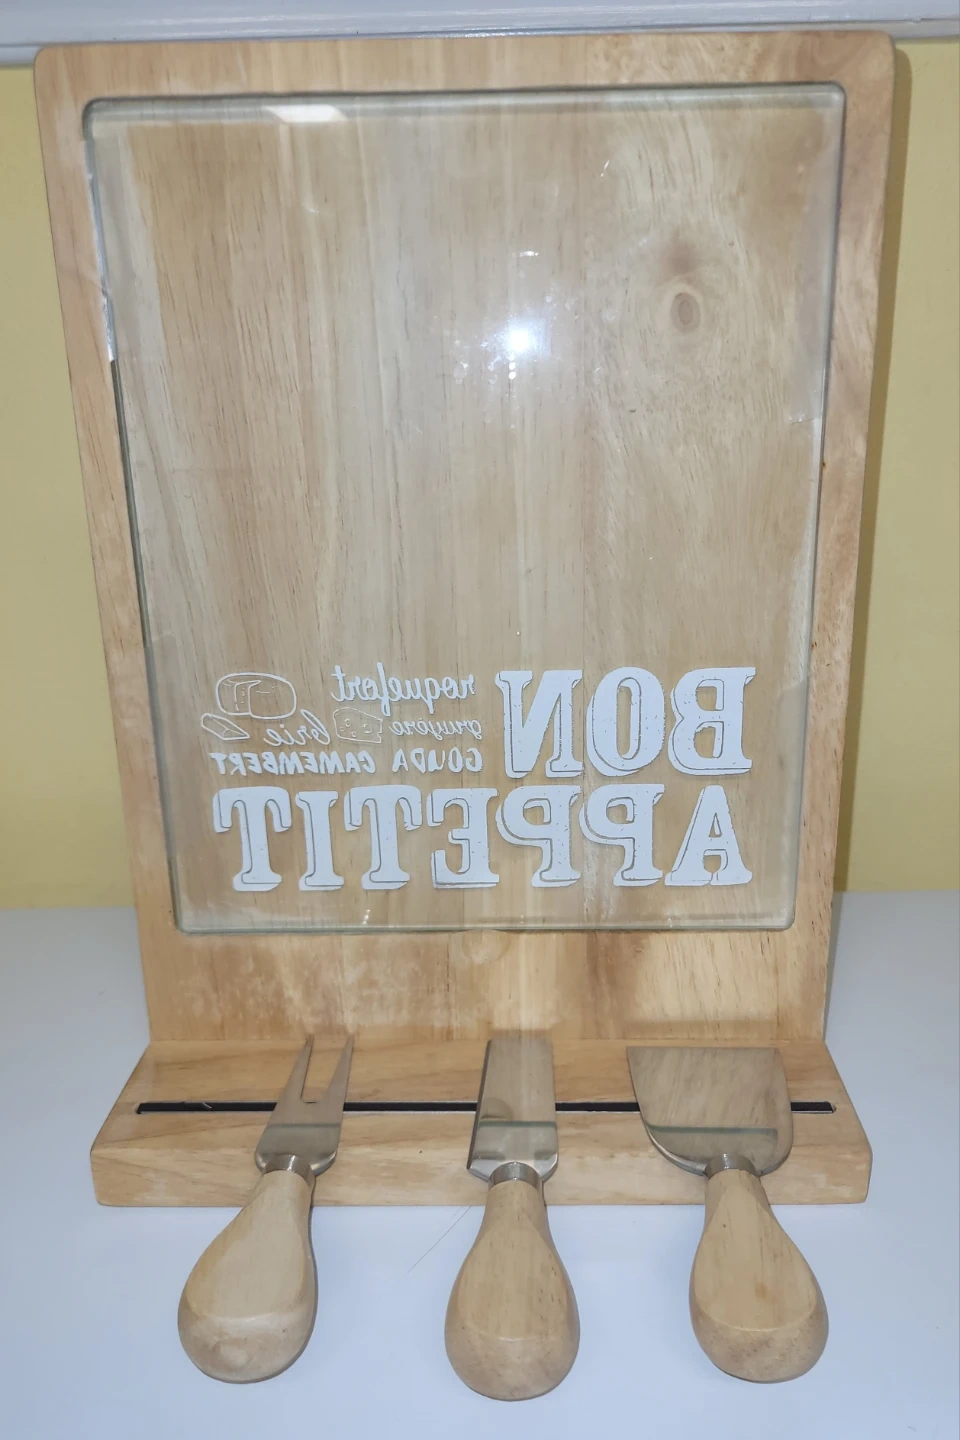 BON
roquefort
gruyere
brie
GOUDA CAMEMBERT
APPETIT